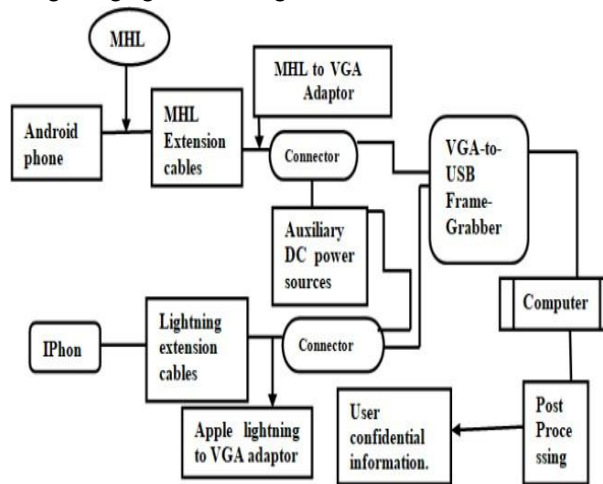 MHL
Android
phone
MHL
Extension
cables
MHL to VGA
Adaptor
Connector
Auxiliary
DC power
sources
VGA-to-
USB
Frame-
Grabber
Computer
IPhon
Lightning
extension
cables
Connector
Apple lightning
to VGA adaptor
User
confidential
information.
Post
Proce
ssing